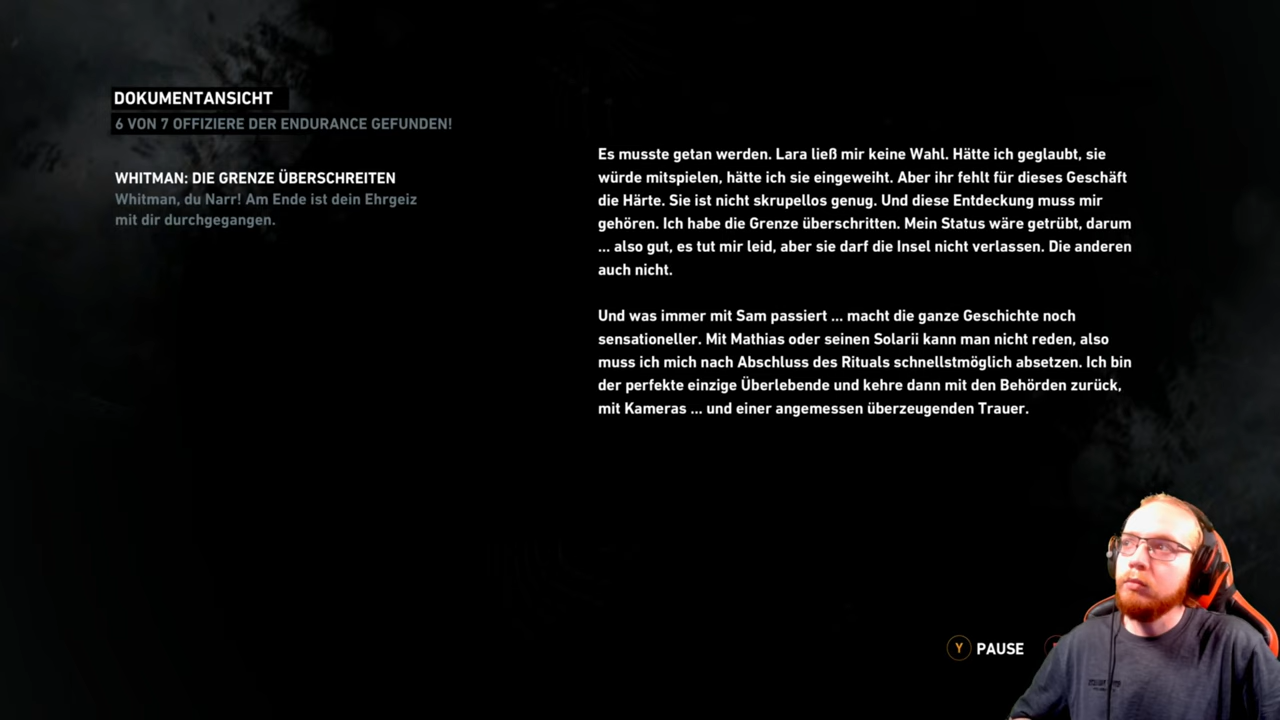 DOKUMENTANSICHT
6 VON 7 OFFIZIERE DER ENDURANCE GEFUNDEN!
WHITMAN: DIE GRENZE ÜBERSCHREITEN
Whitman, du Narr! Am Ende ist dein Ehrgeiz
mit dir durchgegangen.
Es musste getan werden. Lara ließ mir keine Wahl. Hätte ich geglaubt, sie
würde mitspielen, hätte ich sie eingeweiht. Aber ihr fehlt für dieses Geschäft
die Härte. Sie ist nicht skrupellos genug. Und diese Entdeckung muss mir
gehören. Ich habe die Grenze überschritten. Mein Status wäre getrübt, darum
... also gut, es tut mir leid, aber sie darf die Insel nicht verlassen. Die anderen
auch nicht.
Und was immer mit Sam passiert ... macht die ganze Geschichte noch
sensationeller. Mit Mathias oder seinen Solarii kann man nicht reden, also
muss ich mich nach Abschluss des Rituals schnellstmöglich absetzen. Ich bin
der perfekte einzige Überlebende und kehre dann mit den Behörden zurück,
mit Kameras ... und einer angemessen überzeugenden Trauer.
Y PAUSE